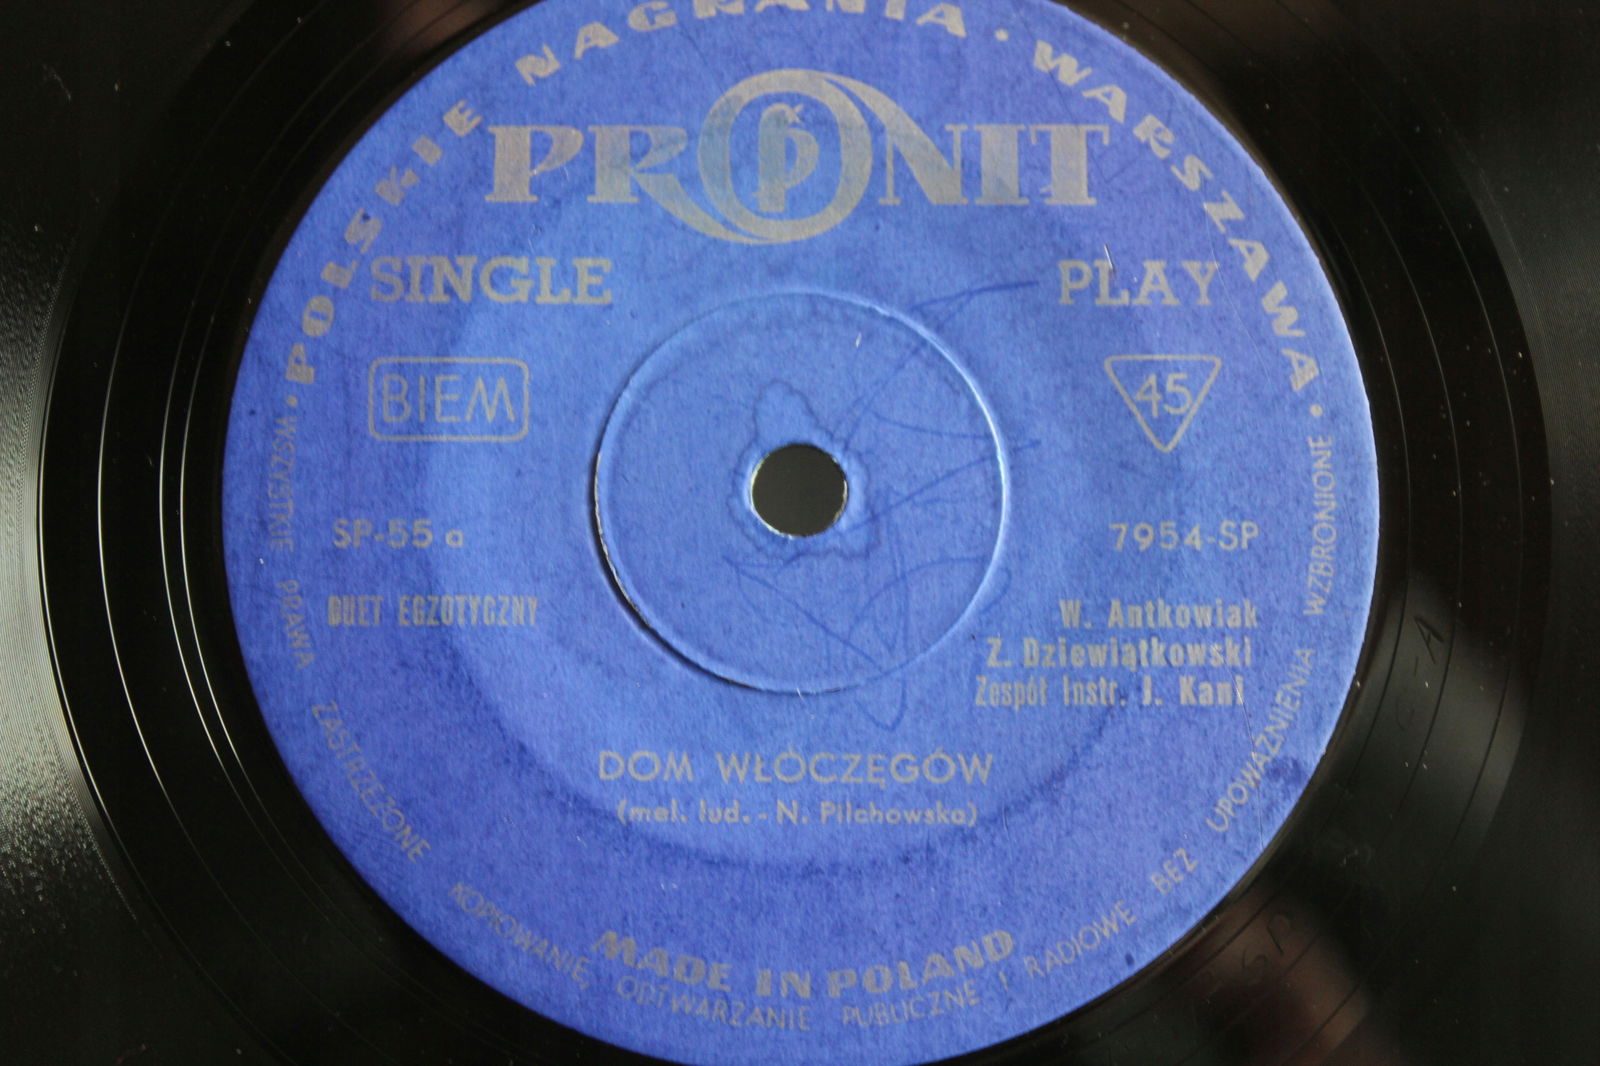 POLSKIE NAGRANIA · WARSZAWA ·
PRONIT
SINGLE PLAY
BIEM
45
SP-55 a
7954-SP
DUET EGZOTYCZNY
W. Antkowiak
Z. Dziewiątkowski
Zespół Instr. J. Kani
DOM WŁÓCZĘGÓW
(mel. lud. - N. Pilchowska)
MADE IN POLAND
· WSZYSTKIE PRAWA ZASTRZEŻONE KOPIOWANIE, ODTWARZANIE PUBLICZNE I RADIOWE BEZ UPOWAŻNIENIA WZBRONIONE